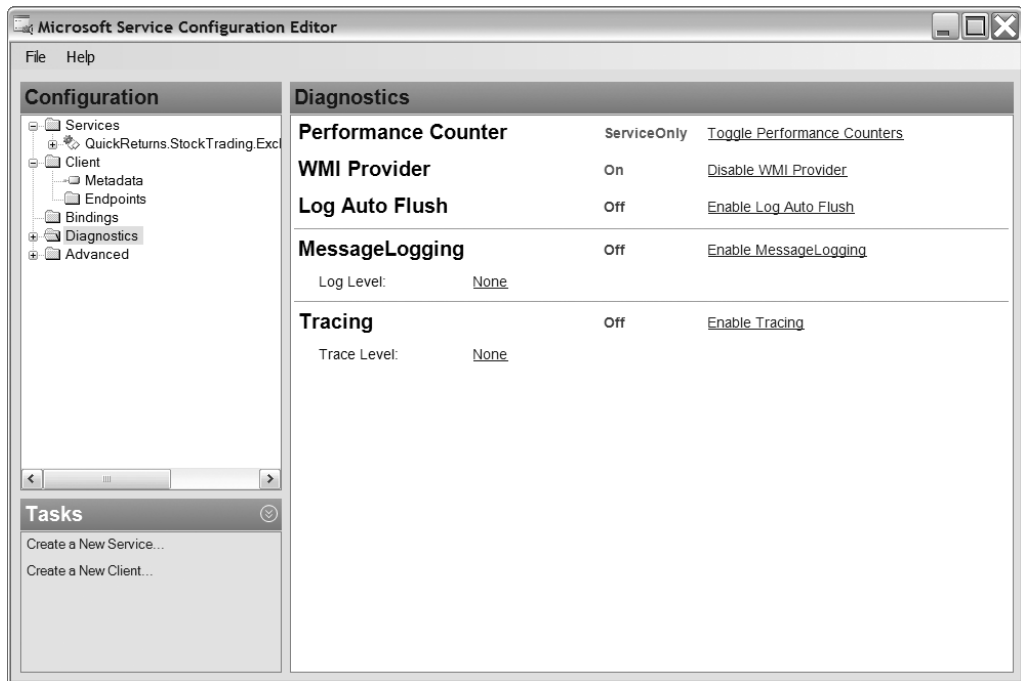 Microsoft Service Configuration Editor
File Help
Configuration
Services
QuickReturns.StockTrading.Excl
Client
Metadata
Endpoints
Bindings
Diagnostics
Advanced
Tasks
Create a New Service...
Create a New Client...
Diagnostics
Performance Counter ServiceOnly Toggle Performance Counters
WMI Provider On Disable WMI Provider
Log Auto Flush Off Enable Log Auto Flush
MessageLogging Off Enable MessageLogging
Log Level: None
Tracing Off Enable Tracing
Trace Level: None